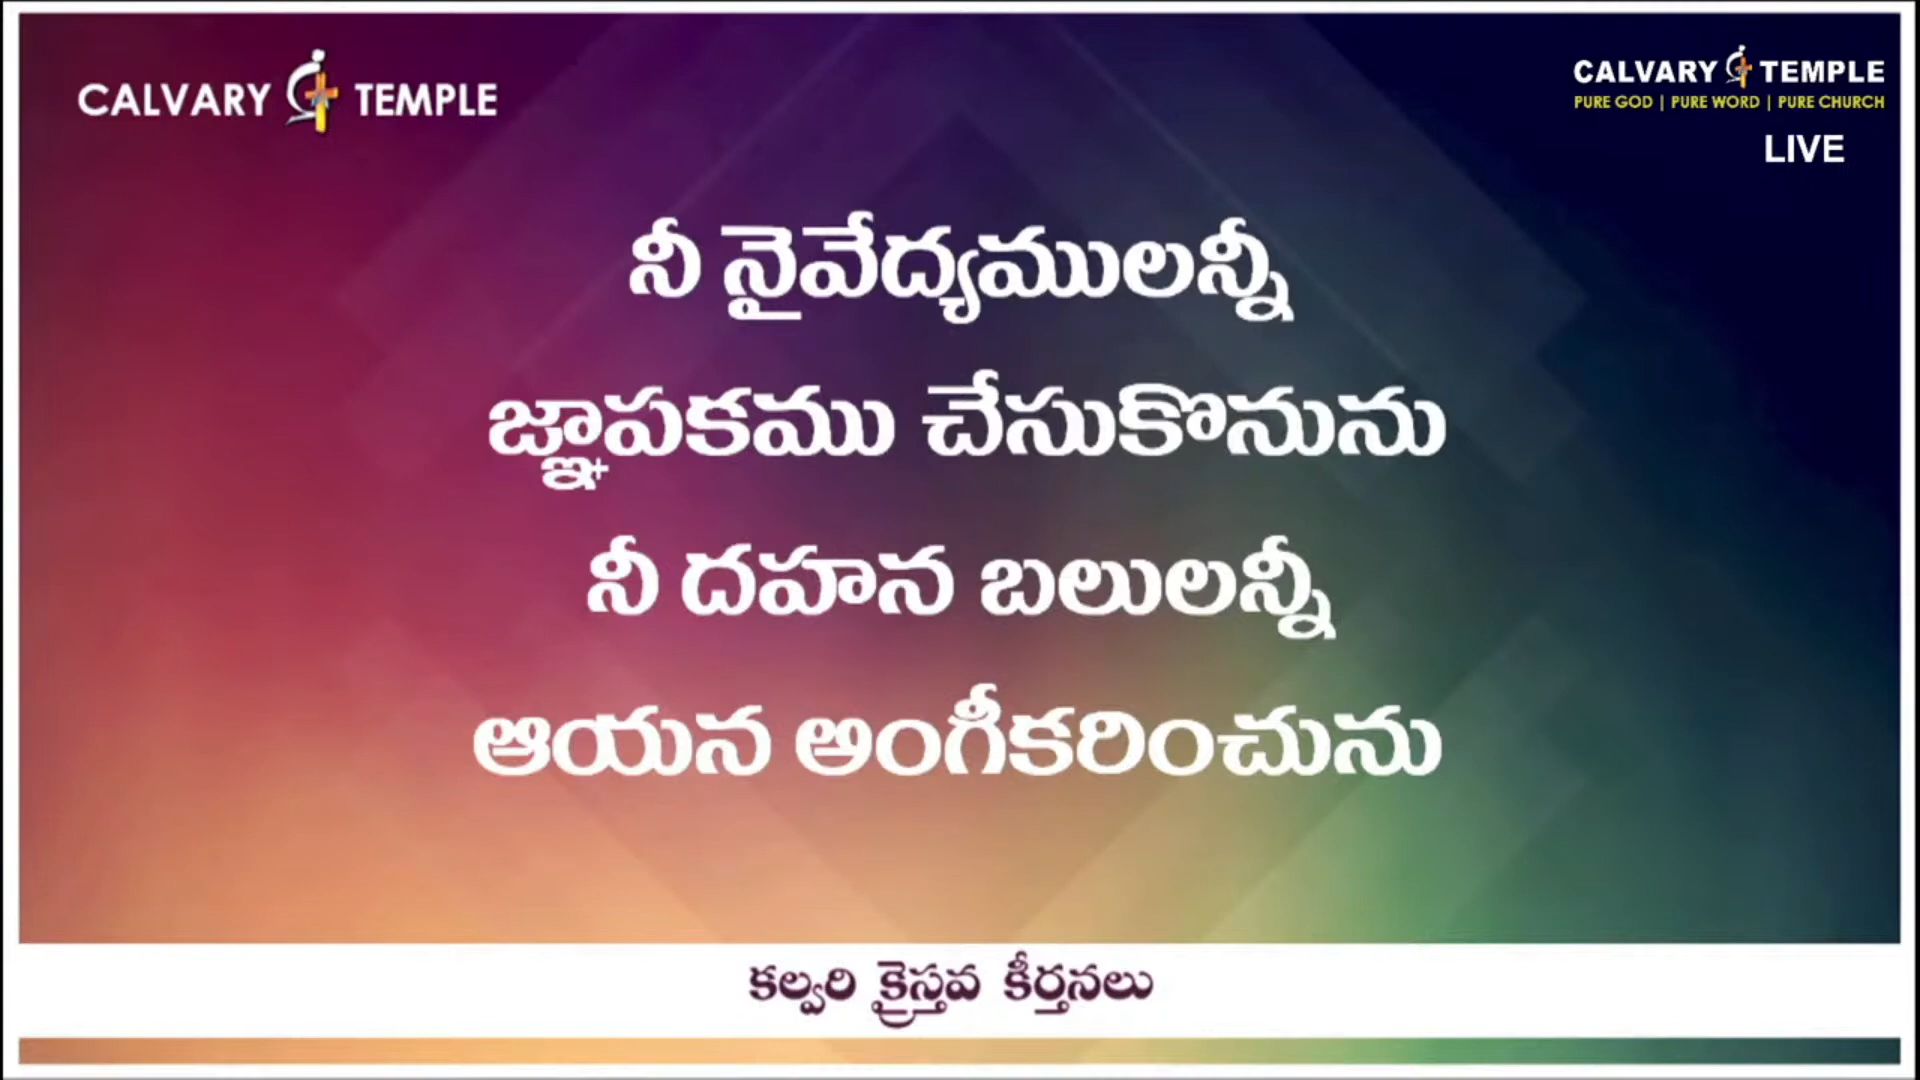 CALVARY TEMPLE
CALVARY TEMPLE
PURE GOD | PURE WORD | PURE CHURCH
LIVE
నీ నైవేద్యములన్నీ
జ్ఞాపకము చేసుకొనును
నీ దహన బలులన్నీ
ఆయన అంగీకరించును
కల్వరి క్రైస్తవ కీర్తనలు